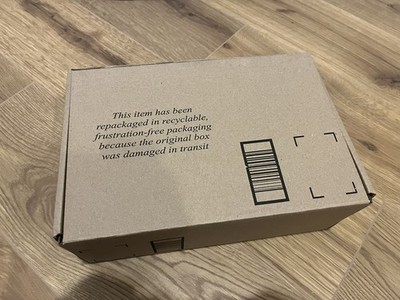 This item has been
repackaged in recyclable,
frustration-free packaging
because the original box
was damaged in transit